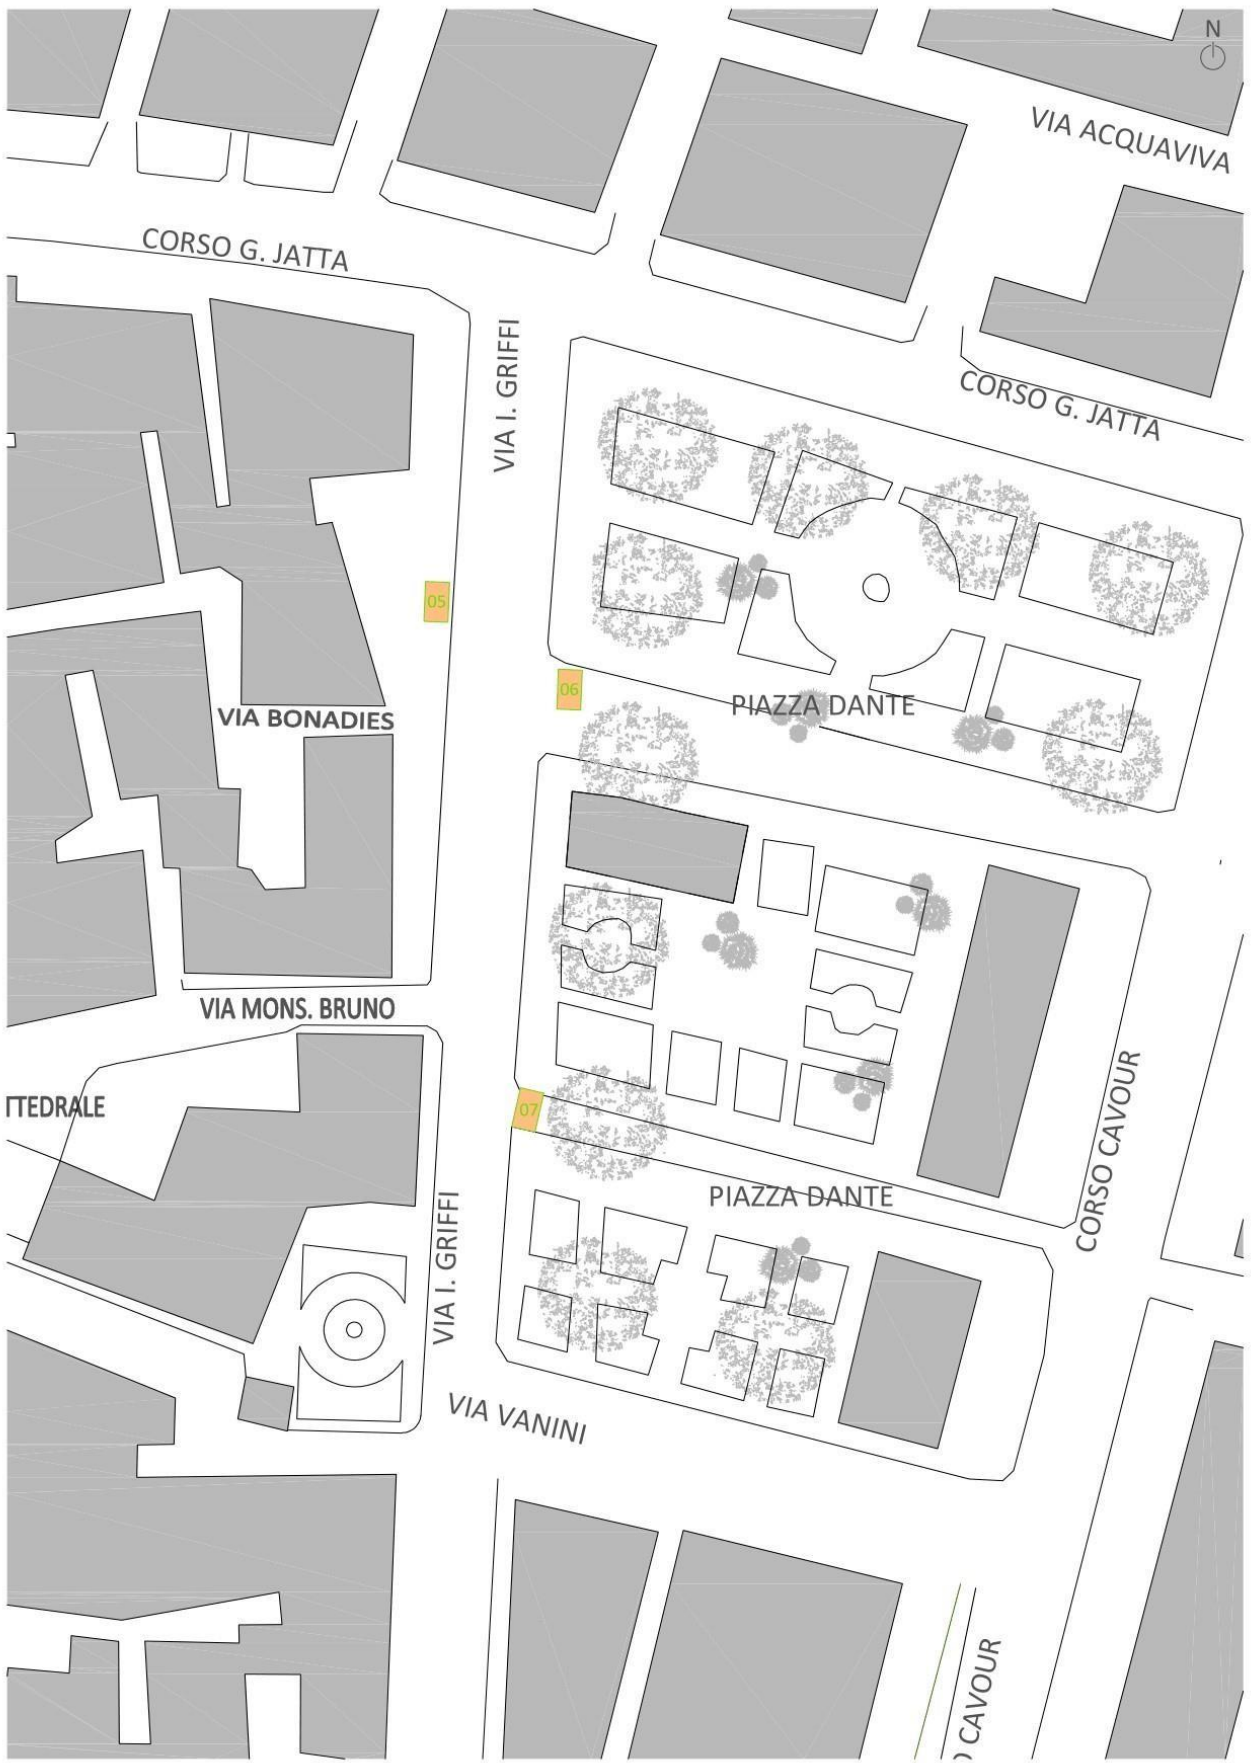 N
VIA ACQUAVIVA
CORSO G. JATTA
VIA I. GRIFFI
CORSO G. JATTA
05
06
PIAZZA DANTE
VIA BONADIES
VIA MONS. BRUNO
TTEDRALE
07
CORSO CAVOUR
PIAZZA DANTE
VIA I. GRIFFI
VIA VANINI
O CAVOUR